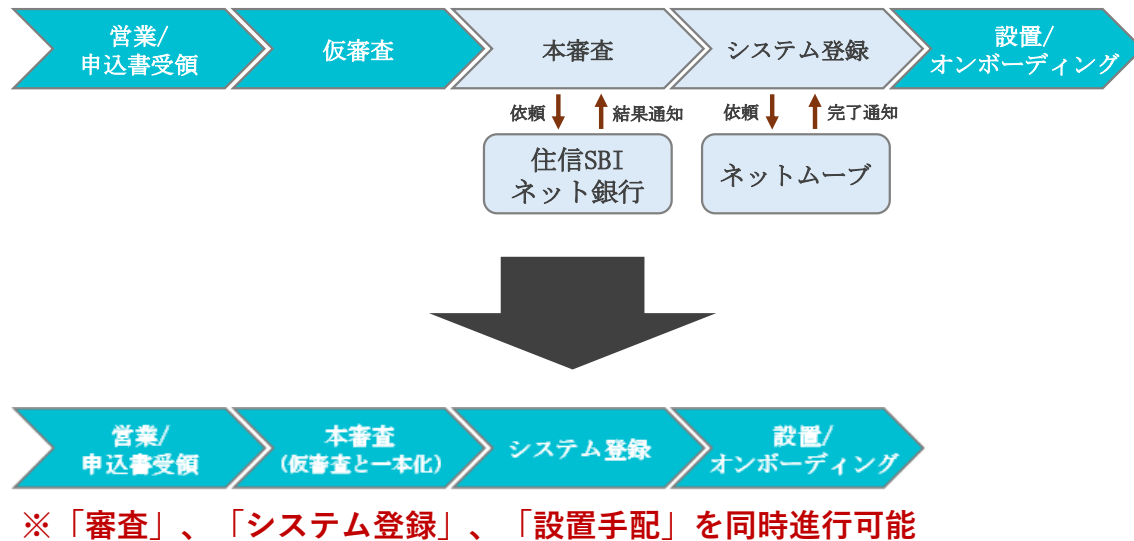 営業/
申込書受領
仮審査
本審査
システム登録
設置/
オンボーディング
依頼
結果通知
依頼
完了通知
住信SBI
ネット銀行
ネットムーブ
営業/
申込書受領
本審査
(仮審査と一本化)
システム登録
設置/
オンボーディング
※「審査」、「システム登録」、「設置手配」を同時進行可能